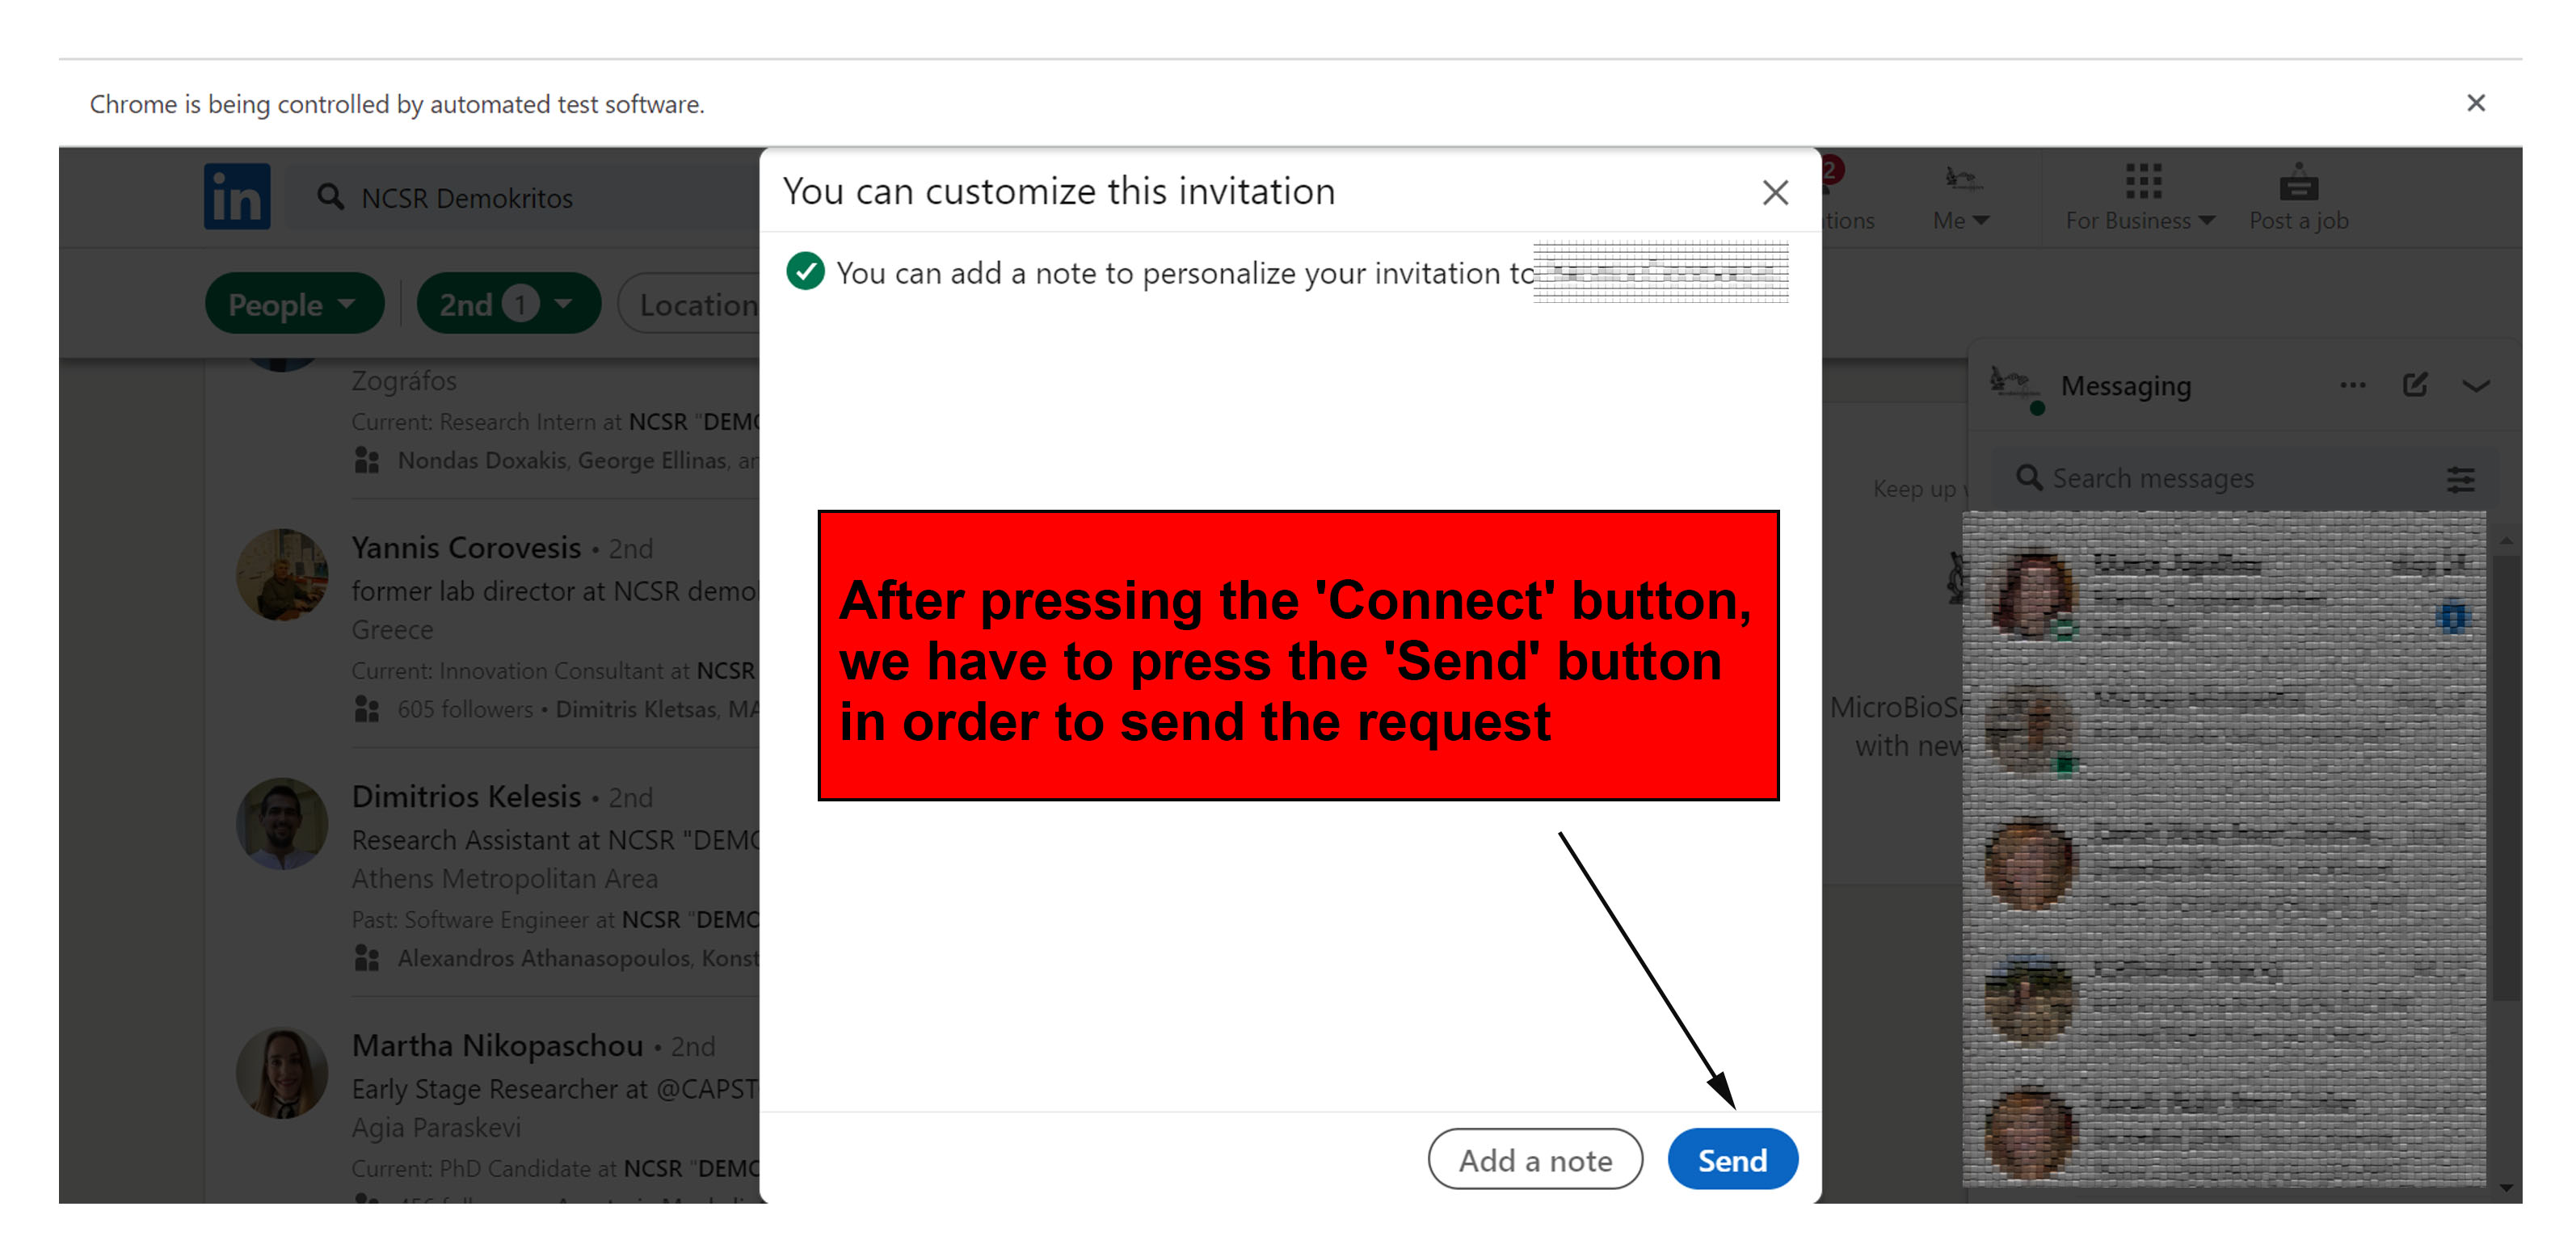 Chrome is being controlled by automated test software.
in
NCSR Demokritos
You can customize this invitation
2
tions
Me
For Business
Post a job
You can add a note to personalize your invitation to
People
2nd 1
Location
Zográfos
Current: Research Intern at NCSR "DEMO
Nondas Doxakis, George Ellinas, an
Yannis Corovesis • 2nd
former lab director at NCSR demo
Greece
Current: Innovation Consultant at NCSR
605 followers • Dimitris Kletsas, MA
Dimitrios Kelesis • 2nd
Research Assistant at NCSR "DEMO
Athens Metropolitan Area
Past: Software Engineer at NCSR "DEMO
Alexandros Athanasopoulos, Konst
Martha Nikopaschou • 2nd
Early Stage Researcher at @CAPST
Agia Paraskevi
Current: PhD Candidate at NCSR "DEMO
After pressing the 'Connect' button,
we have to press the 'Send' button
in order to send the request
Add a note
Send
Keep up
MicroBioS
with new
Messaging
Search messages